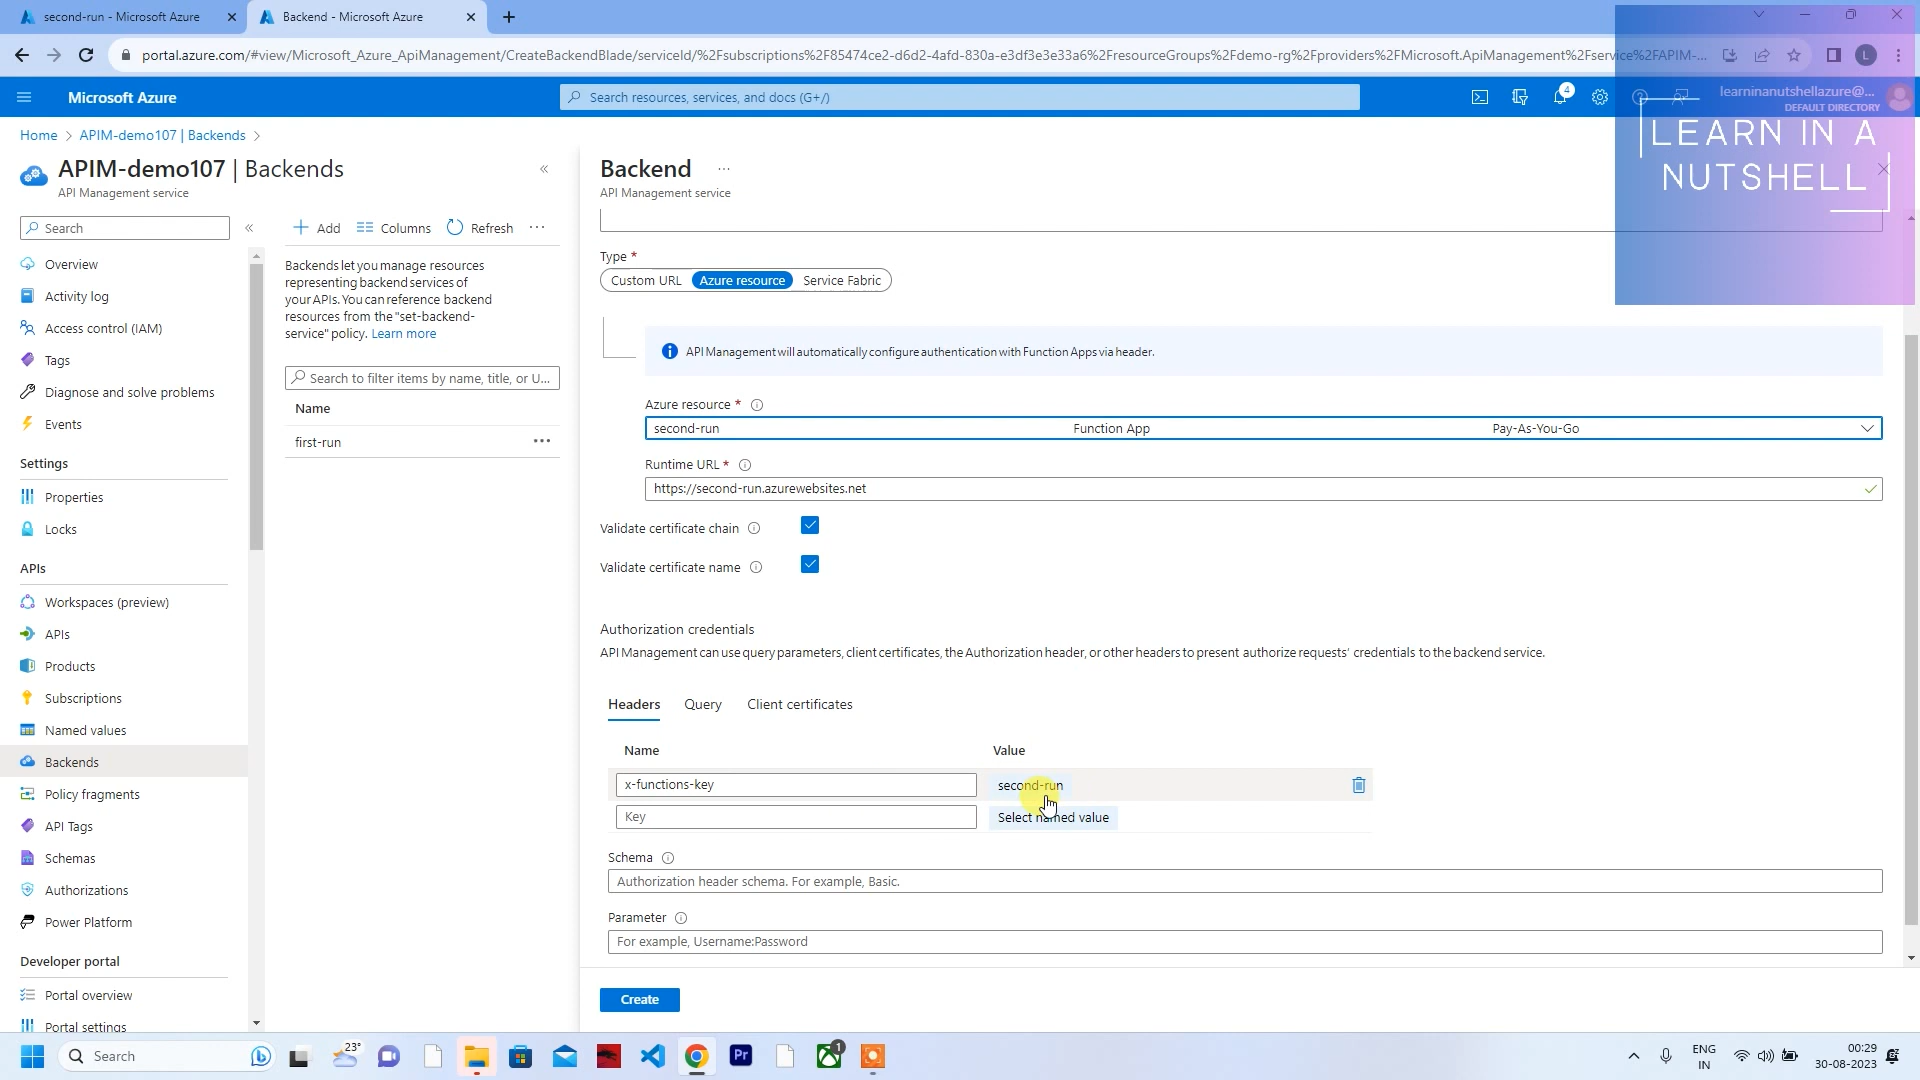 second-run - Microsoft Azure
Backend - Microsoft Azure
portal.azure.com/#view/Microsoft_Azure_ApiManagement/CreateBackendBlade/serviceId/%2Fsubscriptions%2F85474ce2-d6d2-4afd-830a-e3df3e3e33a6%2FresourceGroups%2Fdemo-rg%2Fproviders%2FMicrosoft.ApiManagement%2Fservice%2FAPIM-...
L
Microsoft Azure
Search resources, services, and docs (G+/)
4
learninanutshellazure@...
DEFAULT DIRECTORY
LEARN IN A
NUTSHELL
Home > APIM-demo107 | Backends >
APIM-demo107 | Backends
API Management service
Search
Overview
Activity log
Access control (IAM)
Tags
Diagnose and solve problems
Events
Settings
Properties
Locks
APIs
Workspaces (preview)
APIs
Products
Subscriptions
Named values
Backends
Policy fragments
API Tags
Schemas
Authorizations
Power Platform
Developer portal
Portal overview
Portal settings
Add
Columns
Refresh
Backends let you manage resources
representing backend services of
your APIs. You can reference backend
resources from the "set-backend-
service" policy. Learn more
Search to filter items by name, title, or U...
Name
first-run
Backend
API Management service
Type *
Custom URL
Azure resource
Service Fabric
API Management will automatically configure authentication with Function Apps via header.
Azure resource *
second-run
Function App
Pay-As-You-Go
Runtime URL *
https://second-run.azurewebsites.net
Validate certificate chain
Validate certificate name
Authorization credentials
API Management can use query parameters, client certificates, the Authorization header, or other headers to present authorize requests' credentials to the backend service.
Headers
Query
Client certificates
Name
Value
x-functions-key
second-run
Key
Select named value
Schema
Authorization header schema. For example, Basic.
Parameter
For example, Username:Password
Create
Search
23°
Pr
1
ENG
IN
00:29
30-08-2023